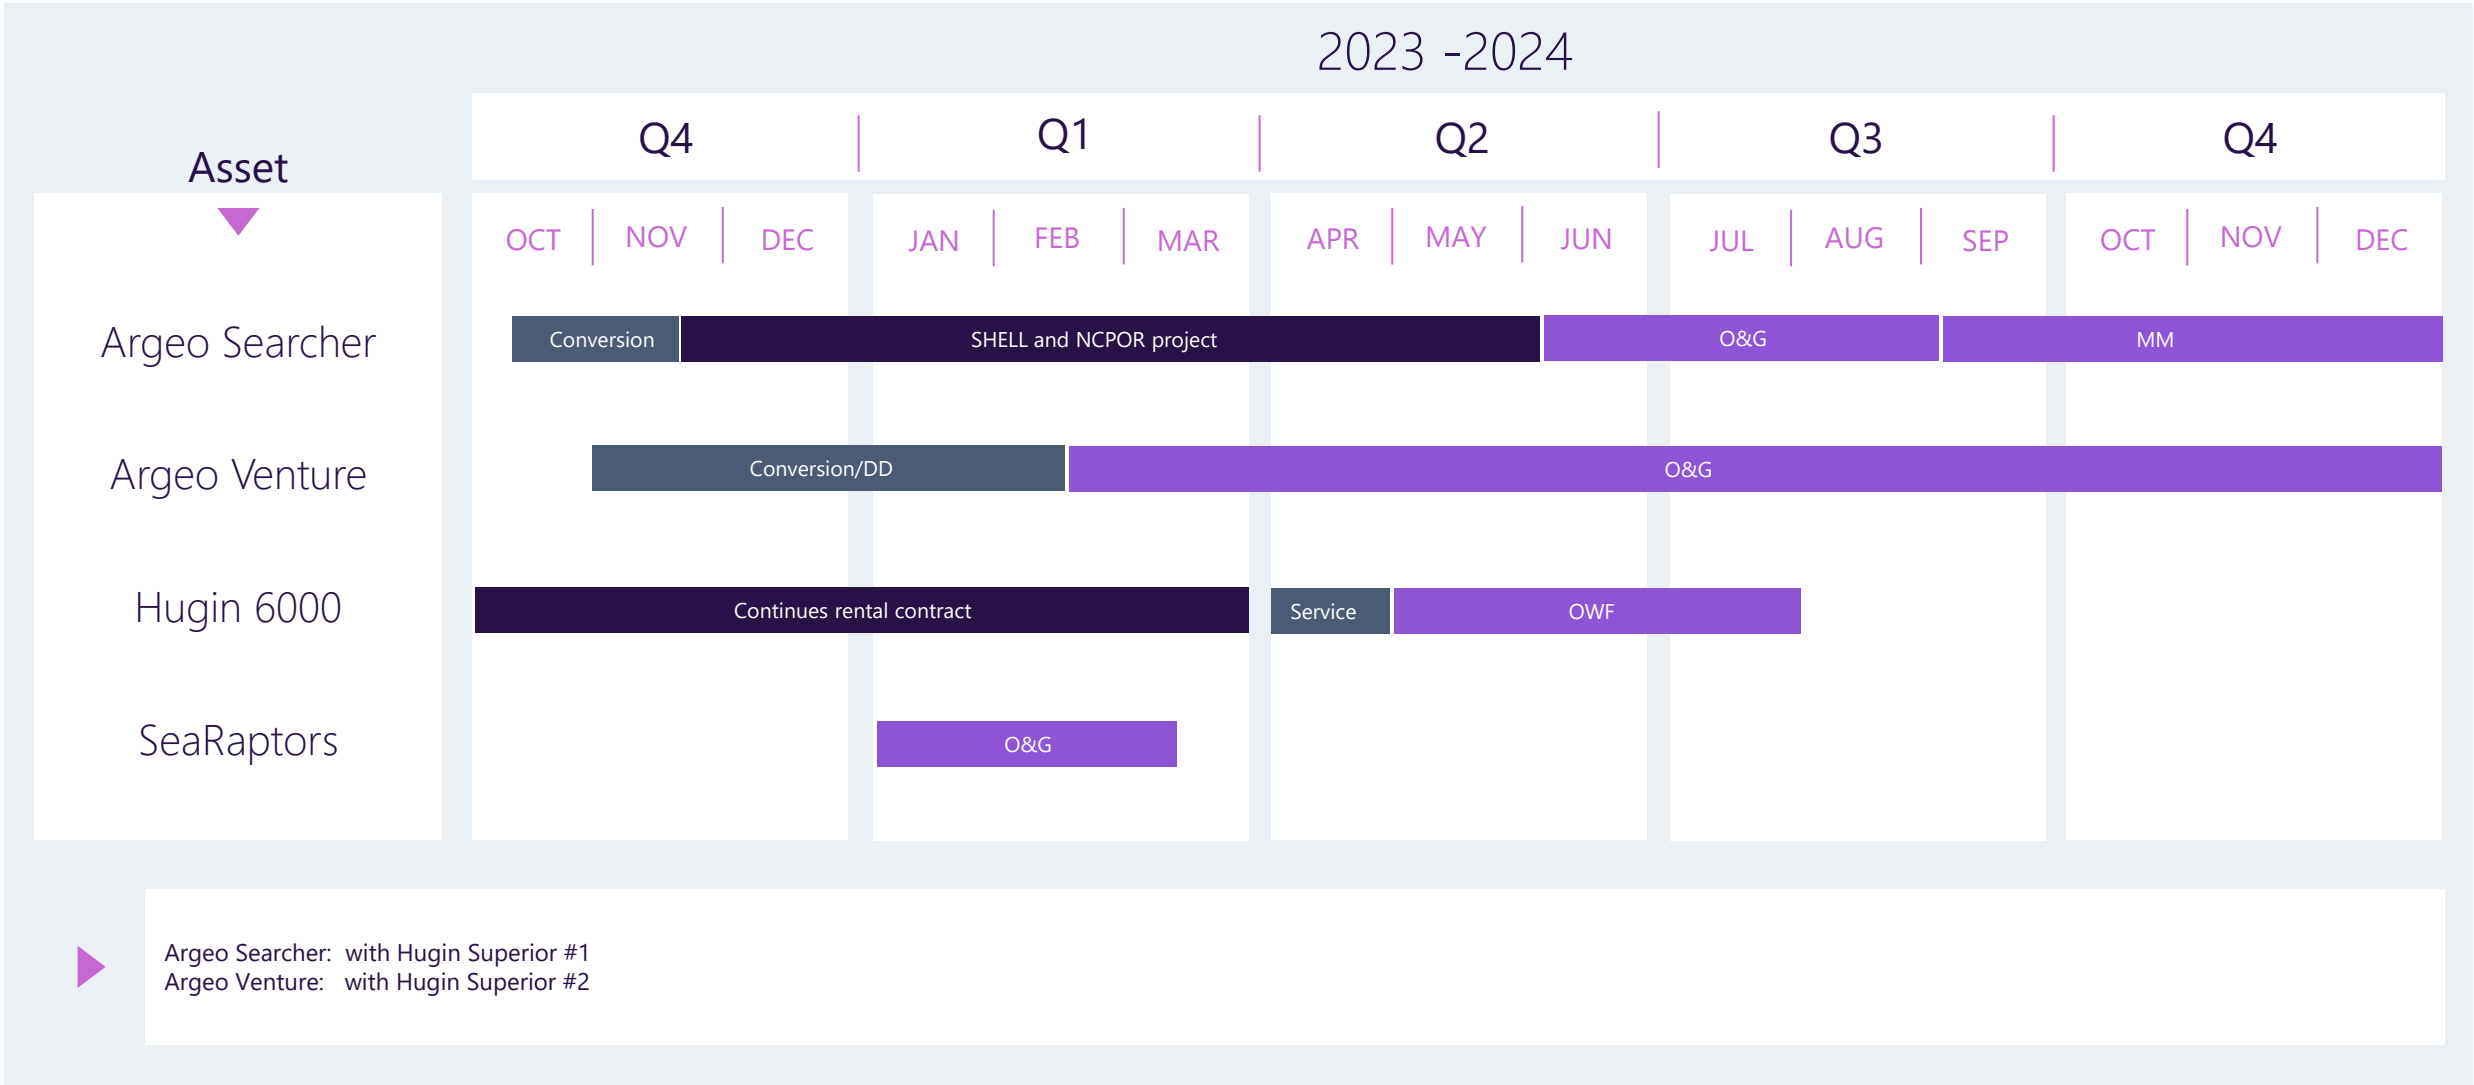 2023 -2024
Q4 Q1 Q2 Q3 Q4
Asset
OCT NOV DEC JAN FEB MAR APR MAY JUN JUL AUG SEP OCT NOV DEC
Argeo Searcher Conversion SHELL and NCPOR project O&G MM
Argeo Venture Conversion/DD O&G
Hugin 6000 Continues rental contract Service OWF
SeaRaptors O&G
Argeo Searcher: with Hugin Superior #1
Argeo Venture: with Hugin Superior #2